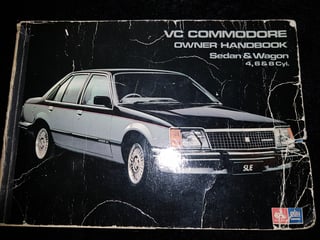 VC COMMODORE
OWNER HANDBOOK
Sedan & Wagon
4, 6 & 8 Cyl.
SLE